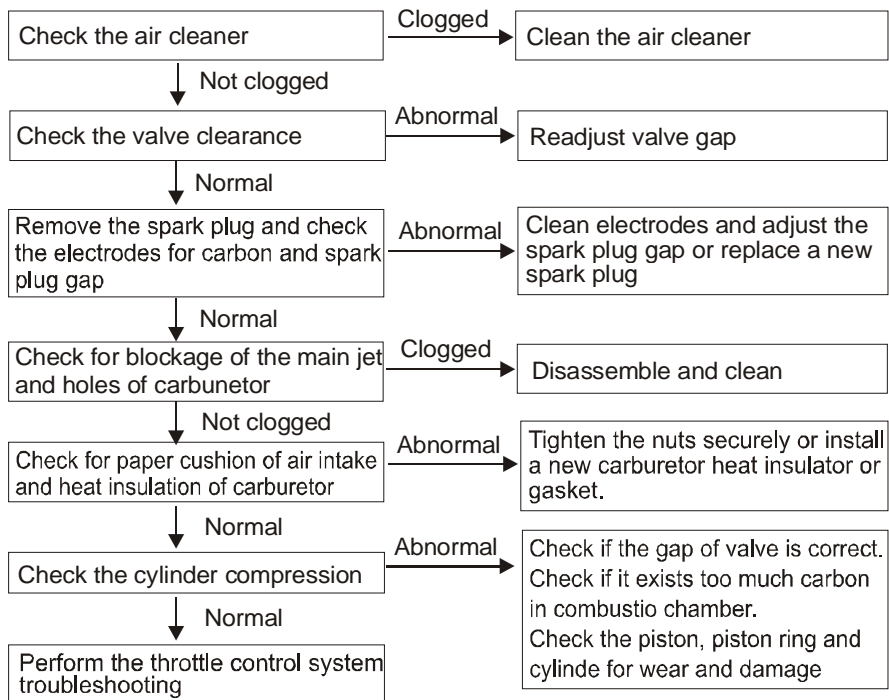 Check the air cleaner
Clogged
Clean the air cleaner
Not clogged
Check the valve clearance
Abnormal
Readjust valve gap
Normal
Remove the spark plug and check
the electrodes for carbon and spark
plug gap
Abnormal
Clean electrodes and adjust the
spark plug gap or replace a new
spark plug
Normal
Check for blockage of the main jet
and holes of carbunetor
Clogged
Disassemble and clean
Not clogged
Check for paper cushion of air intake
and heat insulation of carburetor
Abnormal
Tighten the nuts securely or install
a new carburetor heat insulator or
gasket.
Normal
Check the cylinder compression
Abnormal
Check if the gap of valve is correct.
Check if it exists too much carbon
in combustio chamber.
Check the piston, piston ring and
cylinde for wear and damage
Normal
Perform the throttle control system
troubleshooting